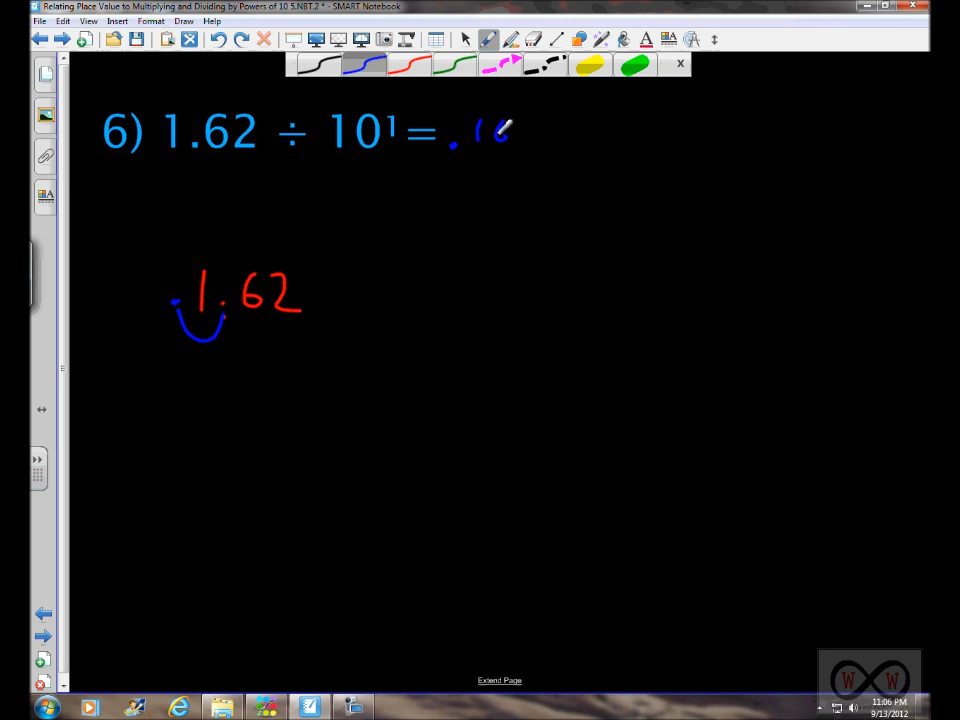 Relating Place Value to Multiplying and Dividing by Powers of 10 5.NBT.2 * - SMART Notebook
File Edit View Insert Format Draw Help
6) 1.62 ÷ 10¹ = .16
.1.62
Extend Page
W W
11:06 PM
9/13/2012